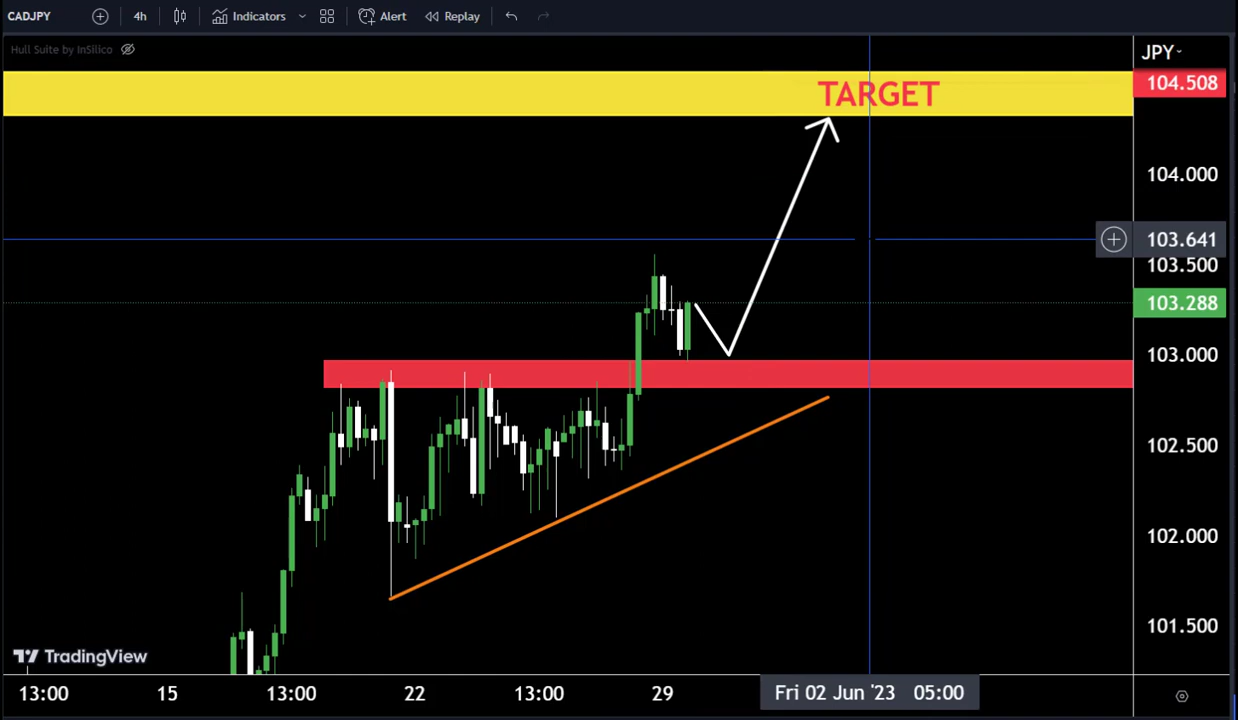 CADJPY 4h Indicators Alert Replay
Hull Suite by InSilico
JPY
TARGET
104.508
104.000
103.641
103.500
103.288
103.000
102.500
102.000
101.500
TradingView
13:00 15 13:00 22 13:00 29 Fri 02 Jun '23 05:00